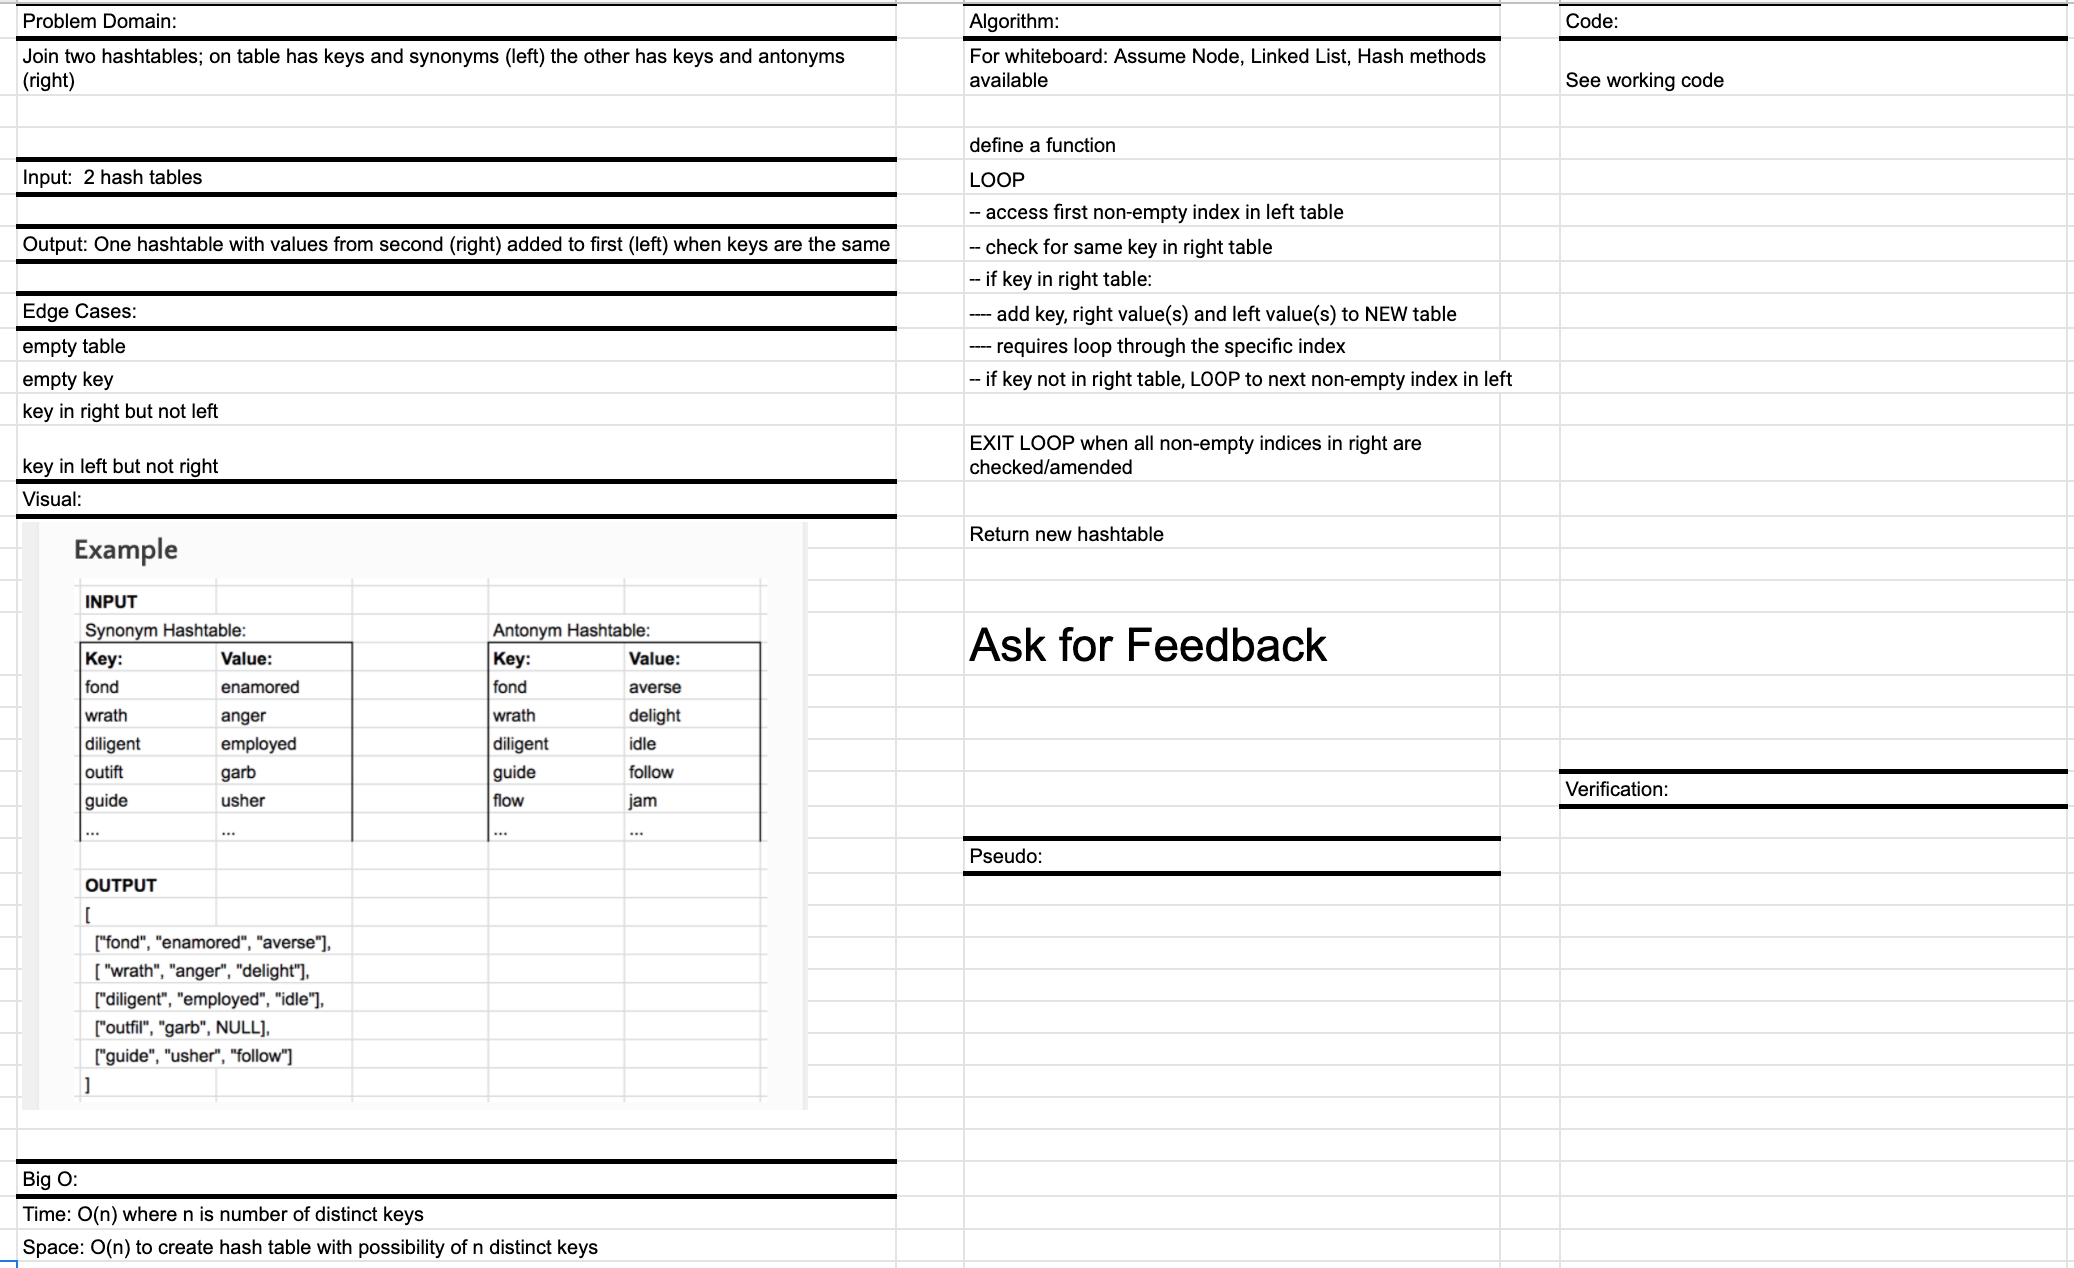 Problem Domain:
Join two hashtables; on table has keys and synonyms (left) the other has keys and antonyms
(right)
Input:  2 hash tables
Output: One hashtable with values from second (right) added to first (left) when keys are the same
Edge Cases:
empty table
empty key
key in right but not left
key in left but not right
Visual:
Example
INPUT
Synonym Hashtable: Antonym Hashtable:
Key: Value: Key: Value:
fond enamored fond averse
wrath anger wrath delight
diligent employed diligent idle
outift garb guide follow
guide usher flow jam
... ... ... ...
OUTPUT
[
["fond", "enamored", "averse"],
[ "wrath", "anger", "delight"],
["diligent", "employed", "idle"],
["outfil", "garb", NULL],
["guide", "usher", "follow"]
]
Big O:
Time: O(n) where n is number of distinct keys
Space: O(n) to create hash table with possibility of n distinct keys
Algorithm:
For whiteboard: Assume Node, Linked List, Hash methods
available
define a function
LOOP
-- access first non-empty index in left table
-- check for same key in right table
-- if key in right table:
---- add key, right value(s) and left value(s) to NEW table
---- requires loop through the specific index
-- if key not in right table, LOOP to next non-empty index in left
EXIT LOOP when all non-empty indices in right are
checked/amended
Return new hashtable
Ask for Feedback
Pseudo:
Code:
See working code
Verification: